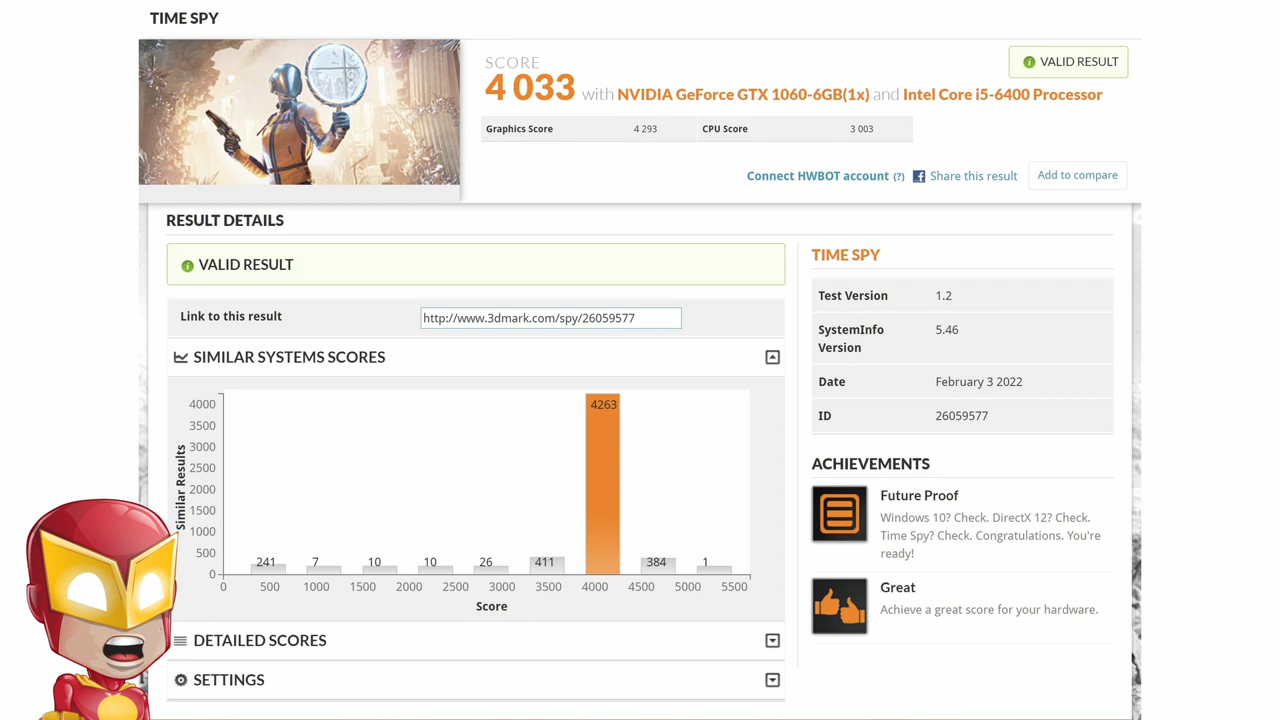 TIME SPY
SCORE
4 033 with NVIDIA GeForce GTX 1060-6GB(1x) and Intel Core i5-6400 Processor
VALID RESULT
Graphics Score 4 293 CPU Score 3 003
Connect HWBOT account (?) Share this result Add to compare
RESULT DETAILS
VALID RESULT
Link to this result http://www.3dmark.com/spy/26059577
SIMILAR SYSTEMS SCORES
Similar Results
4000
3500
3000
2500
2000
1500
1000
500
0
241 7 10 10 26 411 4263 384 1
0 500 1000 1500 2000 2500 3000 3500 4000 4500 5000 5500
Score
DETAILED SCORES
SETTINGS
TIME SPY
Test Version 1.2
SystemInfo 5.46
Version
Date February 3 2022
ID 26059577
ACHIEVEMENTS
Future Proof
Windows 10? Check. DirectX 12? Check.
Time Spy? Check. Congratulations. You're
ready!
Great
Achieve a great score for your hardware.